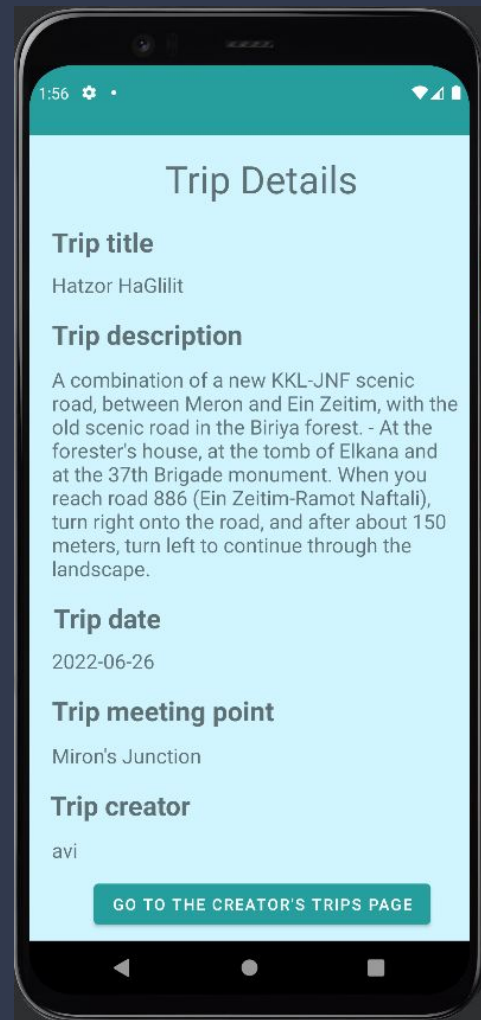 1:56
Trip Details
Trip title
Hatzor HaGlilit
Trip description
A combination of a new KKL-JNF scenic
road, between Meron and Ein Zeitim, with the
old scenic road in the Biriya forest. - At the
forester's house, at the tomb of Elkana and
at the 37th Brigade monument. When you
reach road 886 (Ein Zeitim-Ramot Naftali),
turn right onto the road, and after about 150
meters, turn left to continue through the
landscape.
Trip date
2022-06-26
Trip meeting point
Miron's Junction
Trip creator
avi
GO TO THE CREATOR'S TRIPS PAGE